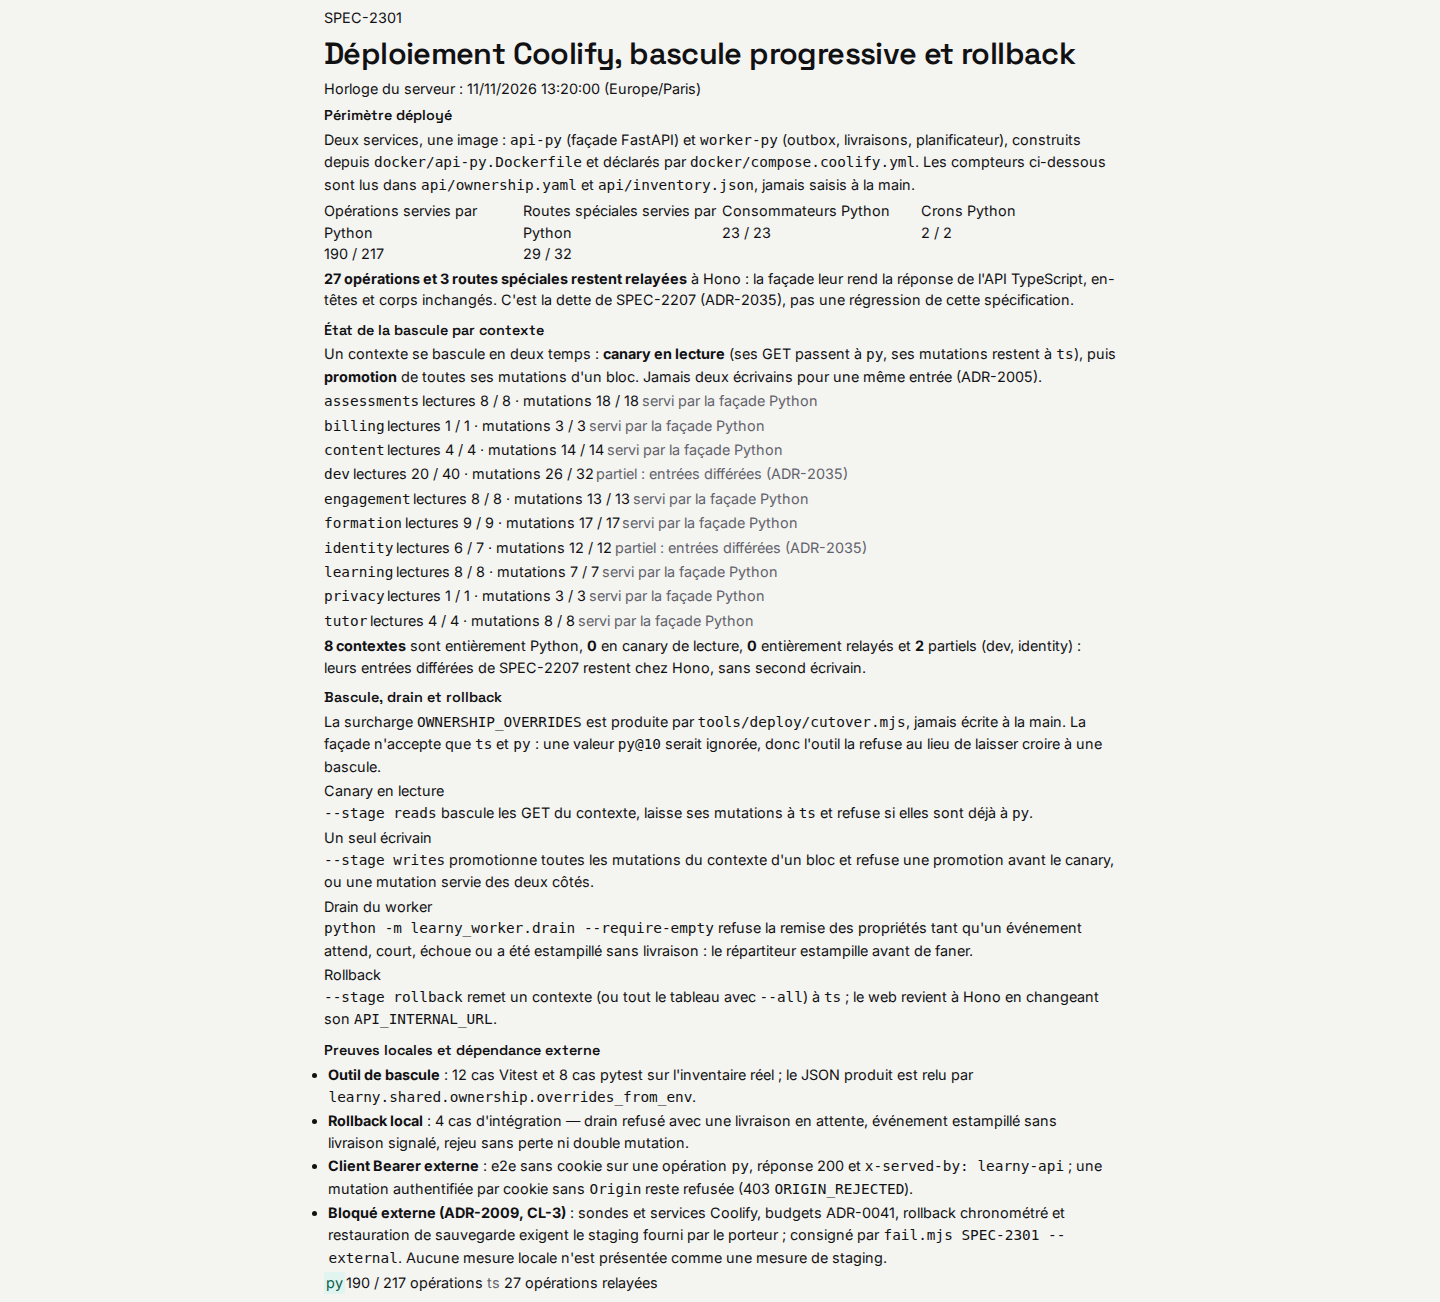 SPEC-2301
Déploiement Coolify, bascule progressive et rollback
Horloge du serveur : 11/11/2026 13:20:00 (Europe/Paris)
Périmètre déployé
Deux services, une image : api-py (façade FastAPI) et worker-py (outbox, livraisons, planificateur), construits
depuis docker/api-py.Dockerfile et déclarés par docker/compose.coolify.yml. Les compteurs ci-dessous
sont lus dans api/ownership.yaml et api/inventory.json, jamais saisis à la main.
Opérations servies par Python
190 / 217
Routes spéciales servies par Python
29 / 32
Consommateurs Python
23 / 23
Crons Python
2 / 2
27 opérations et 3 routes spéciales restent relayées à Hono : la façade leur rend la réponse de l'API TypeScript, en-
têtes et corps inchangés. C'est la dette de SPEC-2207 (ADR-2035), pas une régression de cette spécification.
État de la bascule par contexte
Un contexte se bascule en deux temps : canary en lecture (ses GET passent à py, ses mutations restent à ts), puis
promotion de toutes ses mutations d'un bloc. Jamais deux écrivains pour une même entrée (ADR-2005).
assessments lectures 8 / 8 · mutations 18 / 18 servi par la façade Python
billing lectures 1 / 1 · mutations 3 / 3 servi par la façade Python
content lectures 4 / 4 · mutations 14 / 14 servi par la façade Python
dev lectures 20 / 40 · mutations 26 / 32 partiel : entrées différées (ADR-2035)
engagement lectures 8 / 8 · mutations 13 / 13 servi par la façade Python
formation lectures 9 / 9 · mutations 17 / 17 servi par la façade Python
identity lectures 6 / 7 · mutations 12 / 12 partiel : entrées différées (ADR-2035)
learning lectures 8 / 8 · mutations 7 / 7 servi par la façade Python
privacy lectures 1 / 1 · mutations 3 / 3 servi par la façade Python
tutor lectures 4 / 4 · mutations 8 / 8 servi par la façade Python
8 contextes sont entièrement Python, 0 en canary de lecture, 0 entièrement relayés et 2 partiels (dev, identity) :
leurs entrées différées de SPEC-2207 restent chez Hono, sans second écrivain.
Bascule, drain et rollback
La surcharge OWNERSHIP_OVERRIDES est produite par tools/deploy/cutover.mjs, jamais écrite à la main. La
façade n'accepte que ts et py : une valeur py@10 serait ignorée, donc l'outil la refuse au lieu de laisser croire à une
bascule.
Canary en lecture
--stage reads bascule les GET du contexte, laisse ses mutations à ts et refuse si elles sont déjà à py.
Un seul écrivain
--stage writes promotionne toutes les mutations du contexte d'un bloc et refuse une promotion avant le canary,
ou une mutation servie des deux côtés.
Drain du worker
python -m learny_worker.drain --require-empty refuse la remise des propriétés tant qu'un événement
attend, court, échoue ou a été estampillé sans livraison : le répartiteur estampille avant de faner.
Rollback
--stage rollback remet un contexte (ou tout le tableau avec --all) à ts ; le web revient à Hono en changeant
son API_INTERNAL_URL.
Preuves locales et dépendance externe
• Outil de bascule : 12 cas Vitest et 8 cas pytest sur l'inventaire réel ; le JSON produit est relu par
learny.shared.ownership.overrides_from_env.
• Rollback local : 4 cas d'intégration — drain refusé avec une livraison en attente, événement estampillé sans
livraison signalé, rejeu sans perte ni double mutation.
• Client Bearer externe : e2e sans cookie sur une opération py, réponse 200 et x-served-by: learny-api ; une
mutation authentifiée par cookie sans Origin reste refusée (403 ORIGIN_REJECTED).
• Bloqué externe (ADR-2009, CL-3) : sondes et services Coolify, budgets ADR-0041, rollback chronométré et
restauration de sauvegarde exigent le staging fourni par le porteur ; consigné par fail.mjs SPEC-2301 --
external. Aucune mesure locale n'est présentée comme une mesure de staging.
py 190 / 217 opérations ts 27 opérations relayées